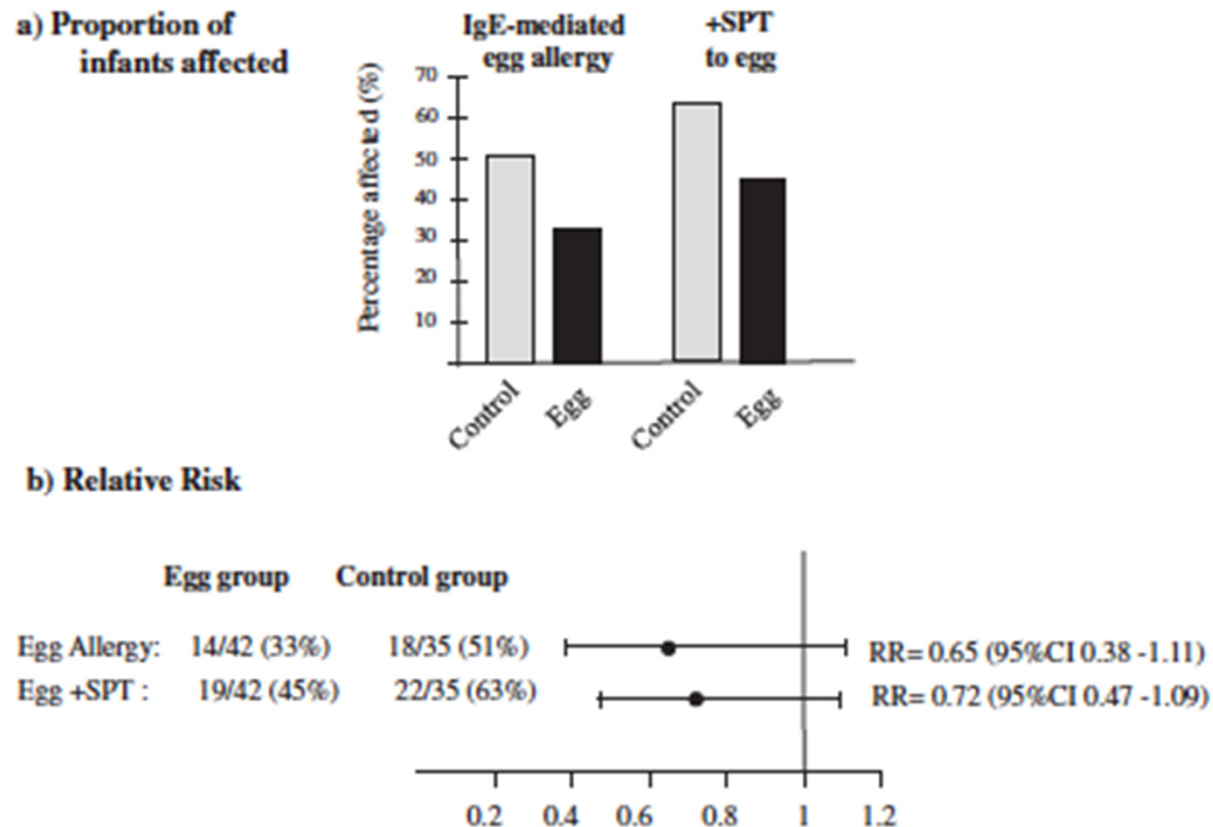 a) Proportion of
infants affected
IgE-mediated
egg allergy
+SPT
to egg
Percentage affected (%)
70
60
50
40
30
20
10
Control
Egg
Control
Egg
b) Relative Risk
Egg group Control group
Egg Allergy: 14/42 (33%) 18/35 (51%) RR= 0.65 (95%CI 0.38 -1.11)
Egg +SPT : 19/42 (45%) 22/35 (63%) RR= 0.72 (95%CI 0.47 -1.09)
0.2 0.4 0.6 0.8 1 1.2